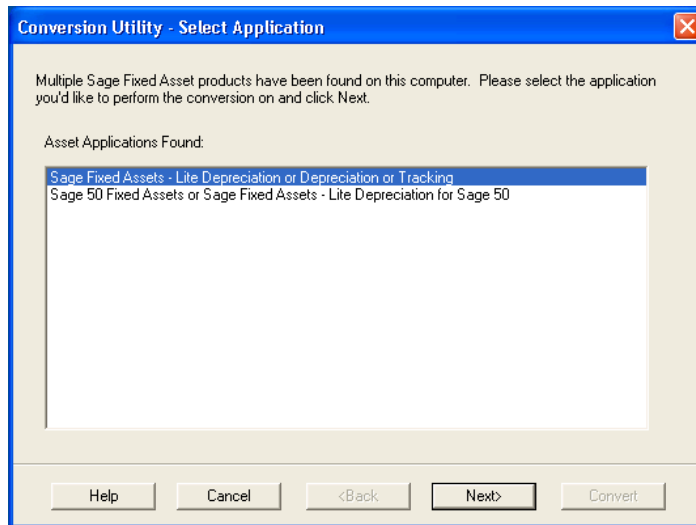 Conversion Utility - Select Application
Multiple Sage Fixed Asset products have been found on this computer.  Please select the application
you'd like to perform the conversion on and click Next.
Asset Applications Found:
Sage Fixed Assets - Lite Depreciation or Depreciation or Tracking
Sage 50 Fixed Assets or Sage Fixed Assets - Lite Depreciation for Sage 50
Help Cancel <Back Next> Convert